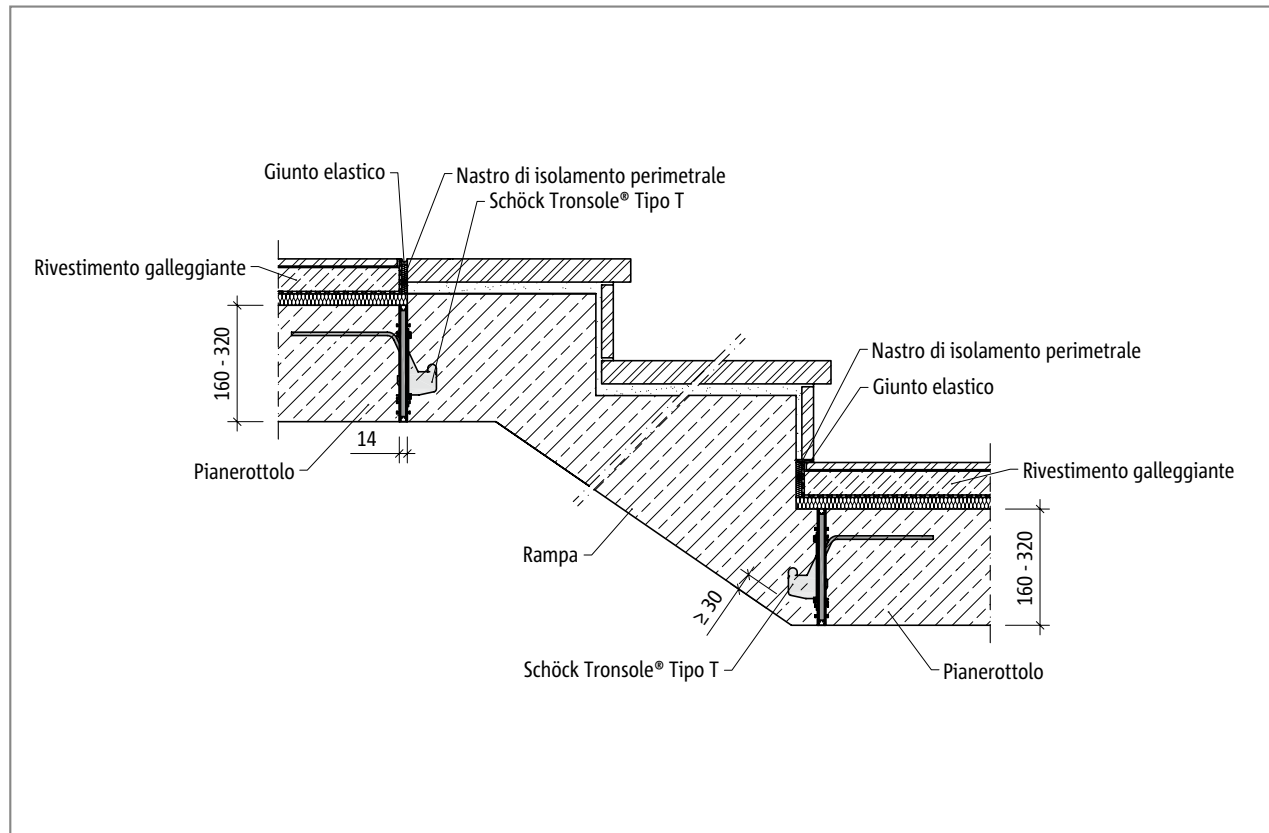 Giunto elastico
Nastro di isolamento perimetrale
Schöck Tronsole® Tipo T
Rivestimento galleggiante
160 - 320
14
Pianerottolo
Nastro di isolamento perimetrale
Giunto elastico
Rivestimento galleggiante
160 - 320
Rampa
≥ 30
Schöck Tronsole® Tipo T
Pianerottolo